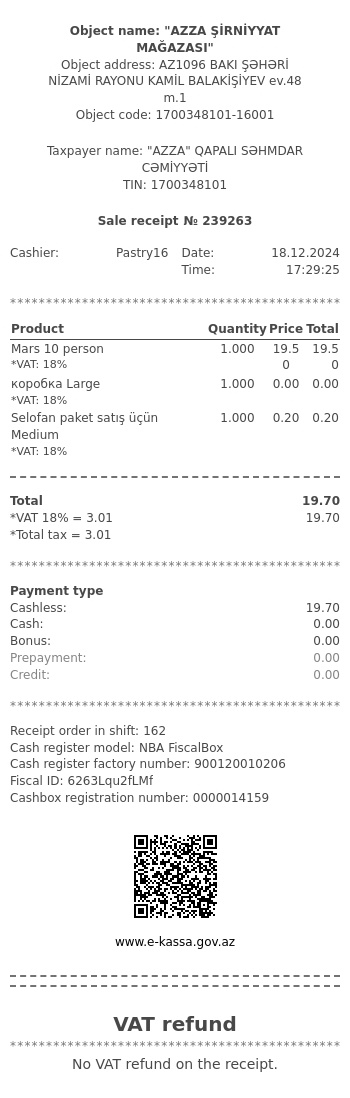 Object name: "AZZA ŞİRNİYYAT
MAĞAZASI"
Object address: AZ1096 BAKI ŞƏHƏRİ
NİZAMİ RAYONU KAMİL BALAKİŞİYEV ev.48
m.1
Object code: 1700348101-16001
Taxpayer name: "AZZA" QAPALI SƏHMDAR
CƏMİYYƏTİ
TIN: 1700348101
Sale receipt № 239263
Cashier: Pastry16 Date: 18.12.2024
Time: 17:29:25
**********************************************
Product Quantity Price Total
Mars 10 person 1.000 19.5 19.5
*VAT: 18% 0 0
коробка Large 1.000 0.00 0.00
*VAT: 18%
Selofan paket satış üçün 1.000 0.20 0.20
Medium
*VAT: 18%
Total 19.70
*VAT 18% = 3.01 19.70
*Total tax = 3.01
**********************************************
Payment type
Cashless: 19.70
Cash: 0.00
Bonus: 0.00
Prepayment: 0.00
Credit: 0.00
**********************************************
Receipt order in shift: 162
Cash register model: NBA FiscalBox
Cash register factory number: 900120010206
Fiscal ID: 6263Lqu2fLMf
Cashbox registration number: 0000014159
www.e-kassa.gov.az
VAT refund
**********************************************
No VAT refund on the receipt.